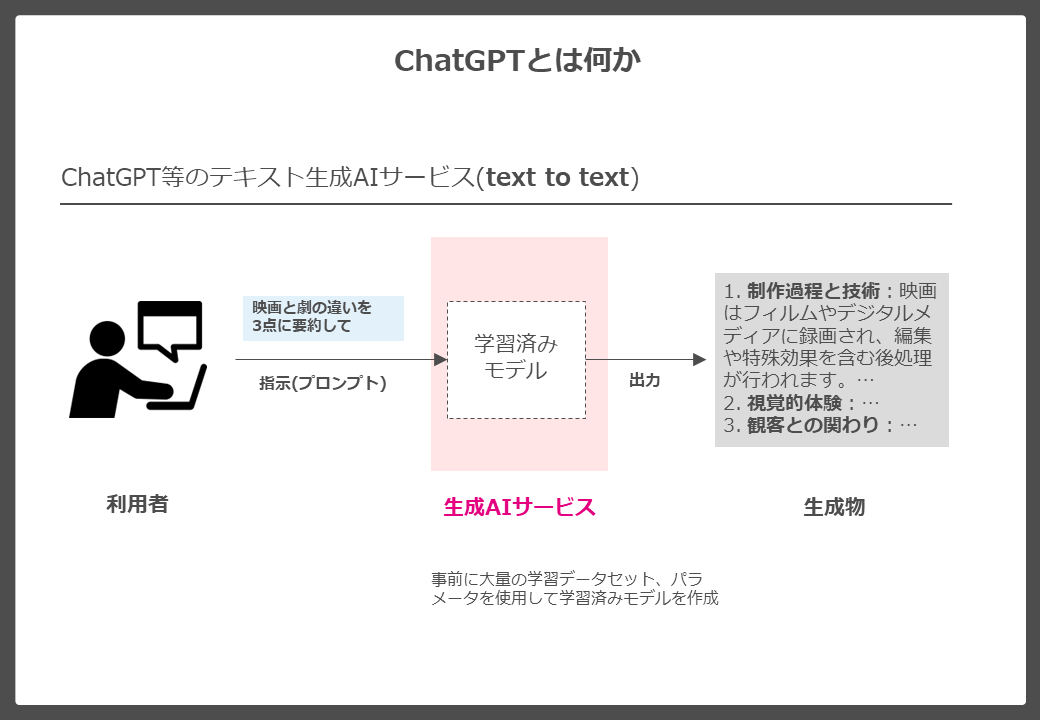 ChatGPTとは何か
ChatGPT等のテキスト生成AIサービス(text to text)
映画と劇の違いを
3点に要約して
指示(プロンプト)
学習済み
モデル
出力
1. 制作過程と技術：映画
はフィルムやデジタルメ
ディアに録画され、編集
や特殊効果を含む後処理
が行われます。…
2. 視覚的体験：…
3. 観客との関わり：…
利用者
生成AIサービス
生成物
事前に大量の学習データセット、パラ
メータを使用して学習済みモデルを作成